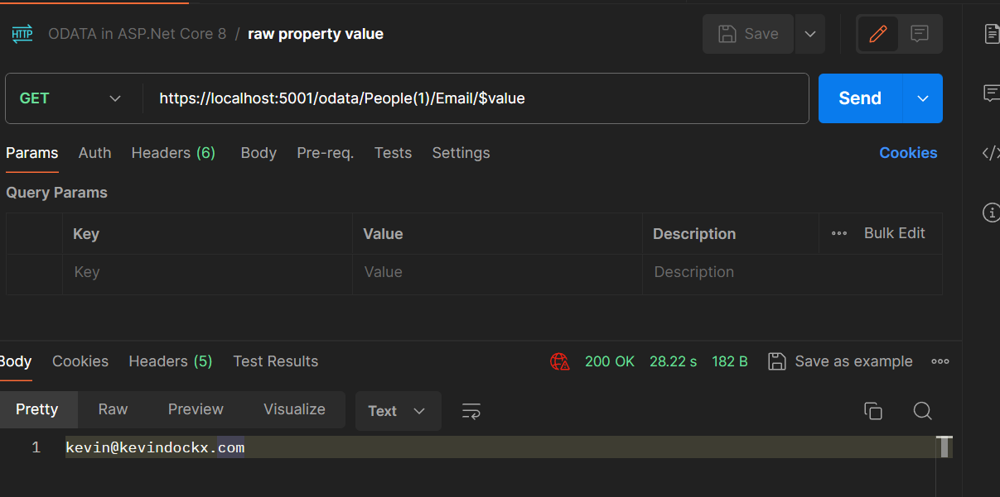 HTTP ODATA in ASP.Net Core 8 / raw property value Save
GET https://localhost:5001/odata/People(1)/Email/$value Send
Params Auth Headers (6) Body Pre-req. Tests Settings Cookies
Query Params
Key Value Description Bulk Edit
Key Value Description
Body Cookies Headers (5) Test Results 200 OK 28.22 s 182 B Save as example
Pretty Raw Preview Visualize Text
1 kevin@kevindockx.com